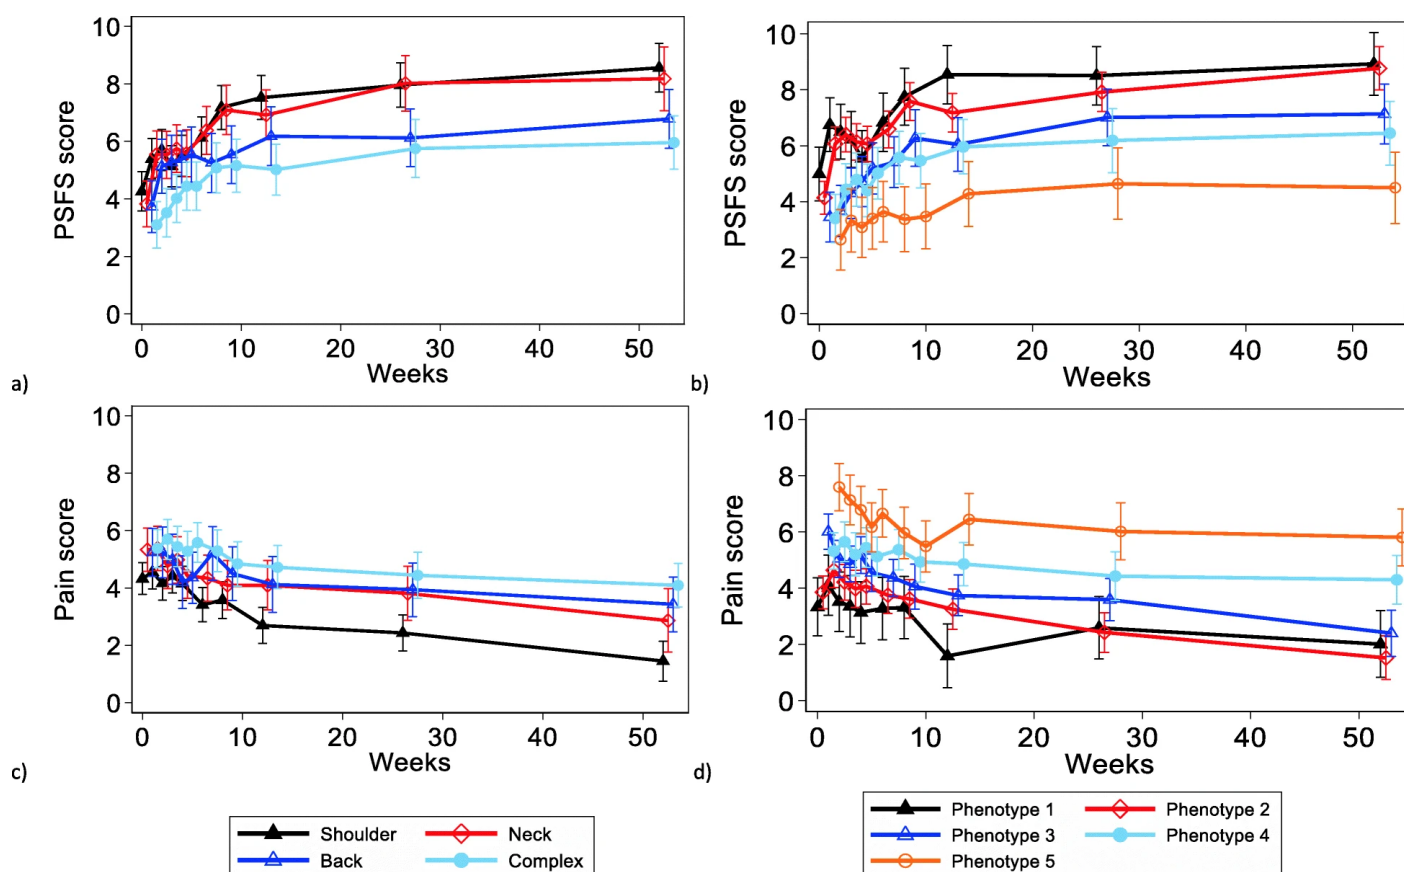 10
8
6
4
2
0
PSFS score
0 10 20 30 40 50
Weeks
a)
10
8
6
4
2
0
PSFS score
0 10 20 30 40 50
Weeks
b)
10
8
6
4
2
0
Pain score
0 10 20 30 40 50
Weeks
c)
10
8
6
4
2
0
Pain score
0 10 20 30 40 50
Weeks
d)
Shoulder Neck
Back Complex
Phenotype 1 Phenotype 2
Phenotype 3 Phenotype 4
Phenotype 5